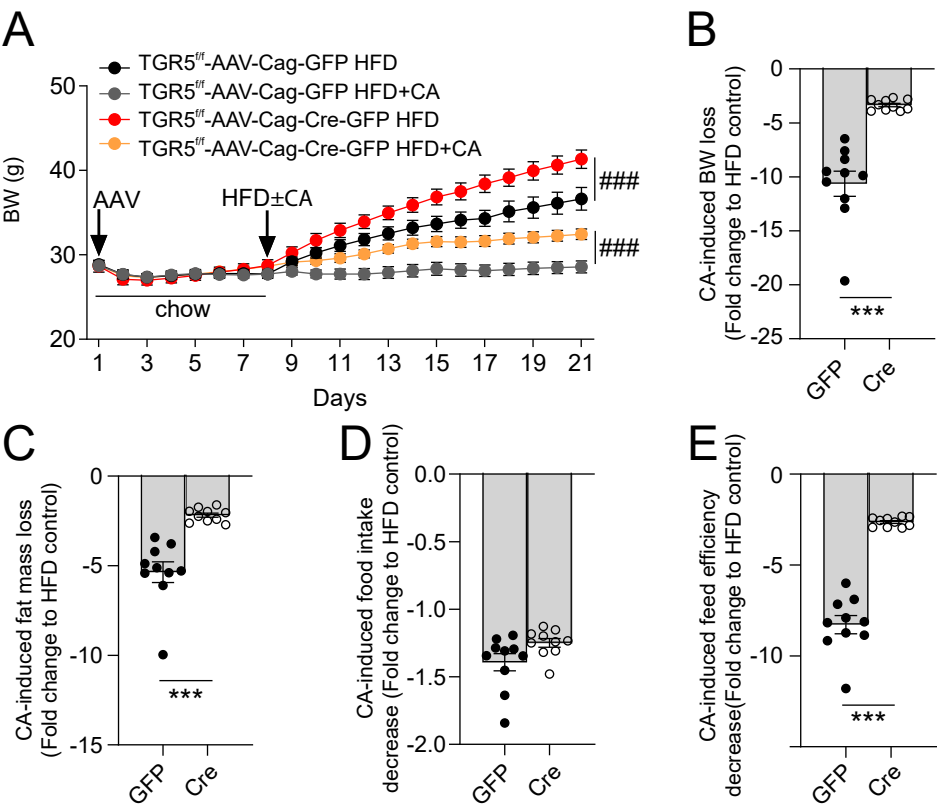 A
TGR5f/f-AAV-Cag-GFP HFD
TGR5f/f-AAV-Cag-GFP HFD+CA
TGR5f/f-AAV-Cag-Cre-GFP HFD
TGR5f/f-AAV-Cag-Cre-GFP HFD+CA
BW (g)
50
40
30
20
AAV
HFD±CA
chow
###
###
1 3 5 7 9 11 13 15 17 19 21
Days
B
CA-induced BW loss
(Fold change to HFD control)
0
-5
-10
-15
-20
-25
***
GFP Cre
C
CA-induced fat mass loss
(Fold change to HFD control)
0
-5
-10
-15
***
GFP Cre
D
CA-induced food intake
decrease (Fold change to HFD control)
0.0
-0.5
-1.0
-1.5
-2.0
GFP Cre
E
CA-induced feed efficiency
decrease(Fold change to HFD control)
0
-5
-10
***
GFP Cre